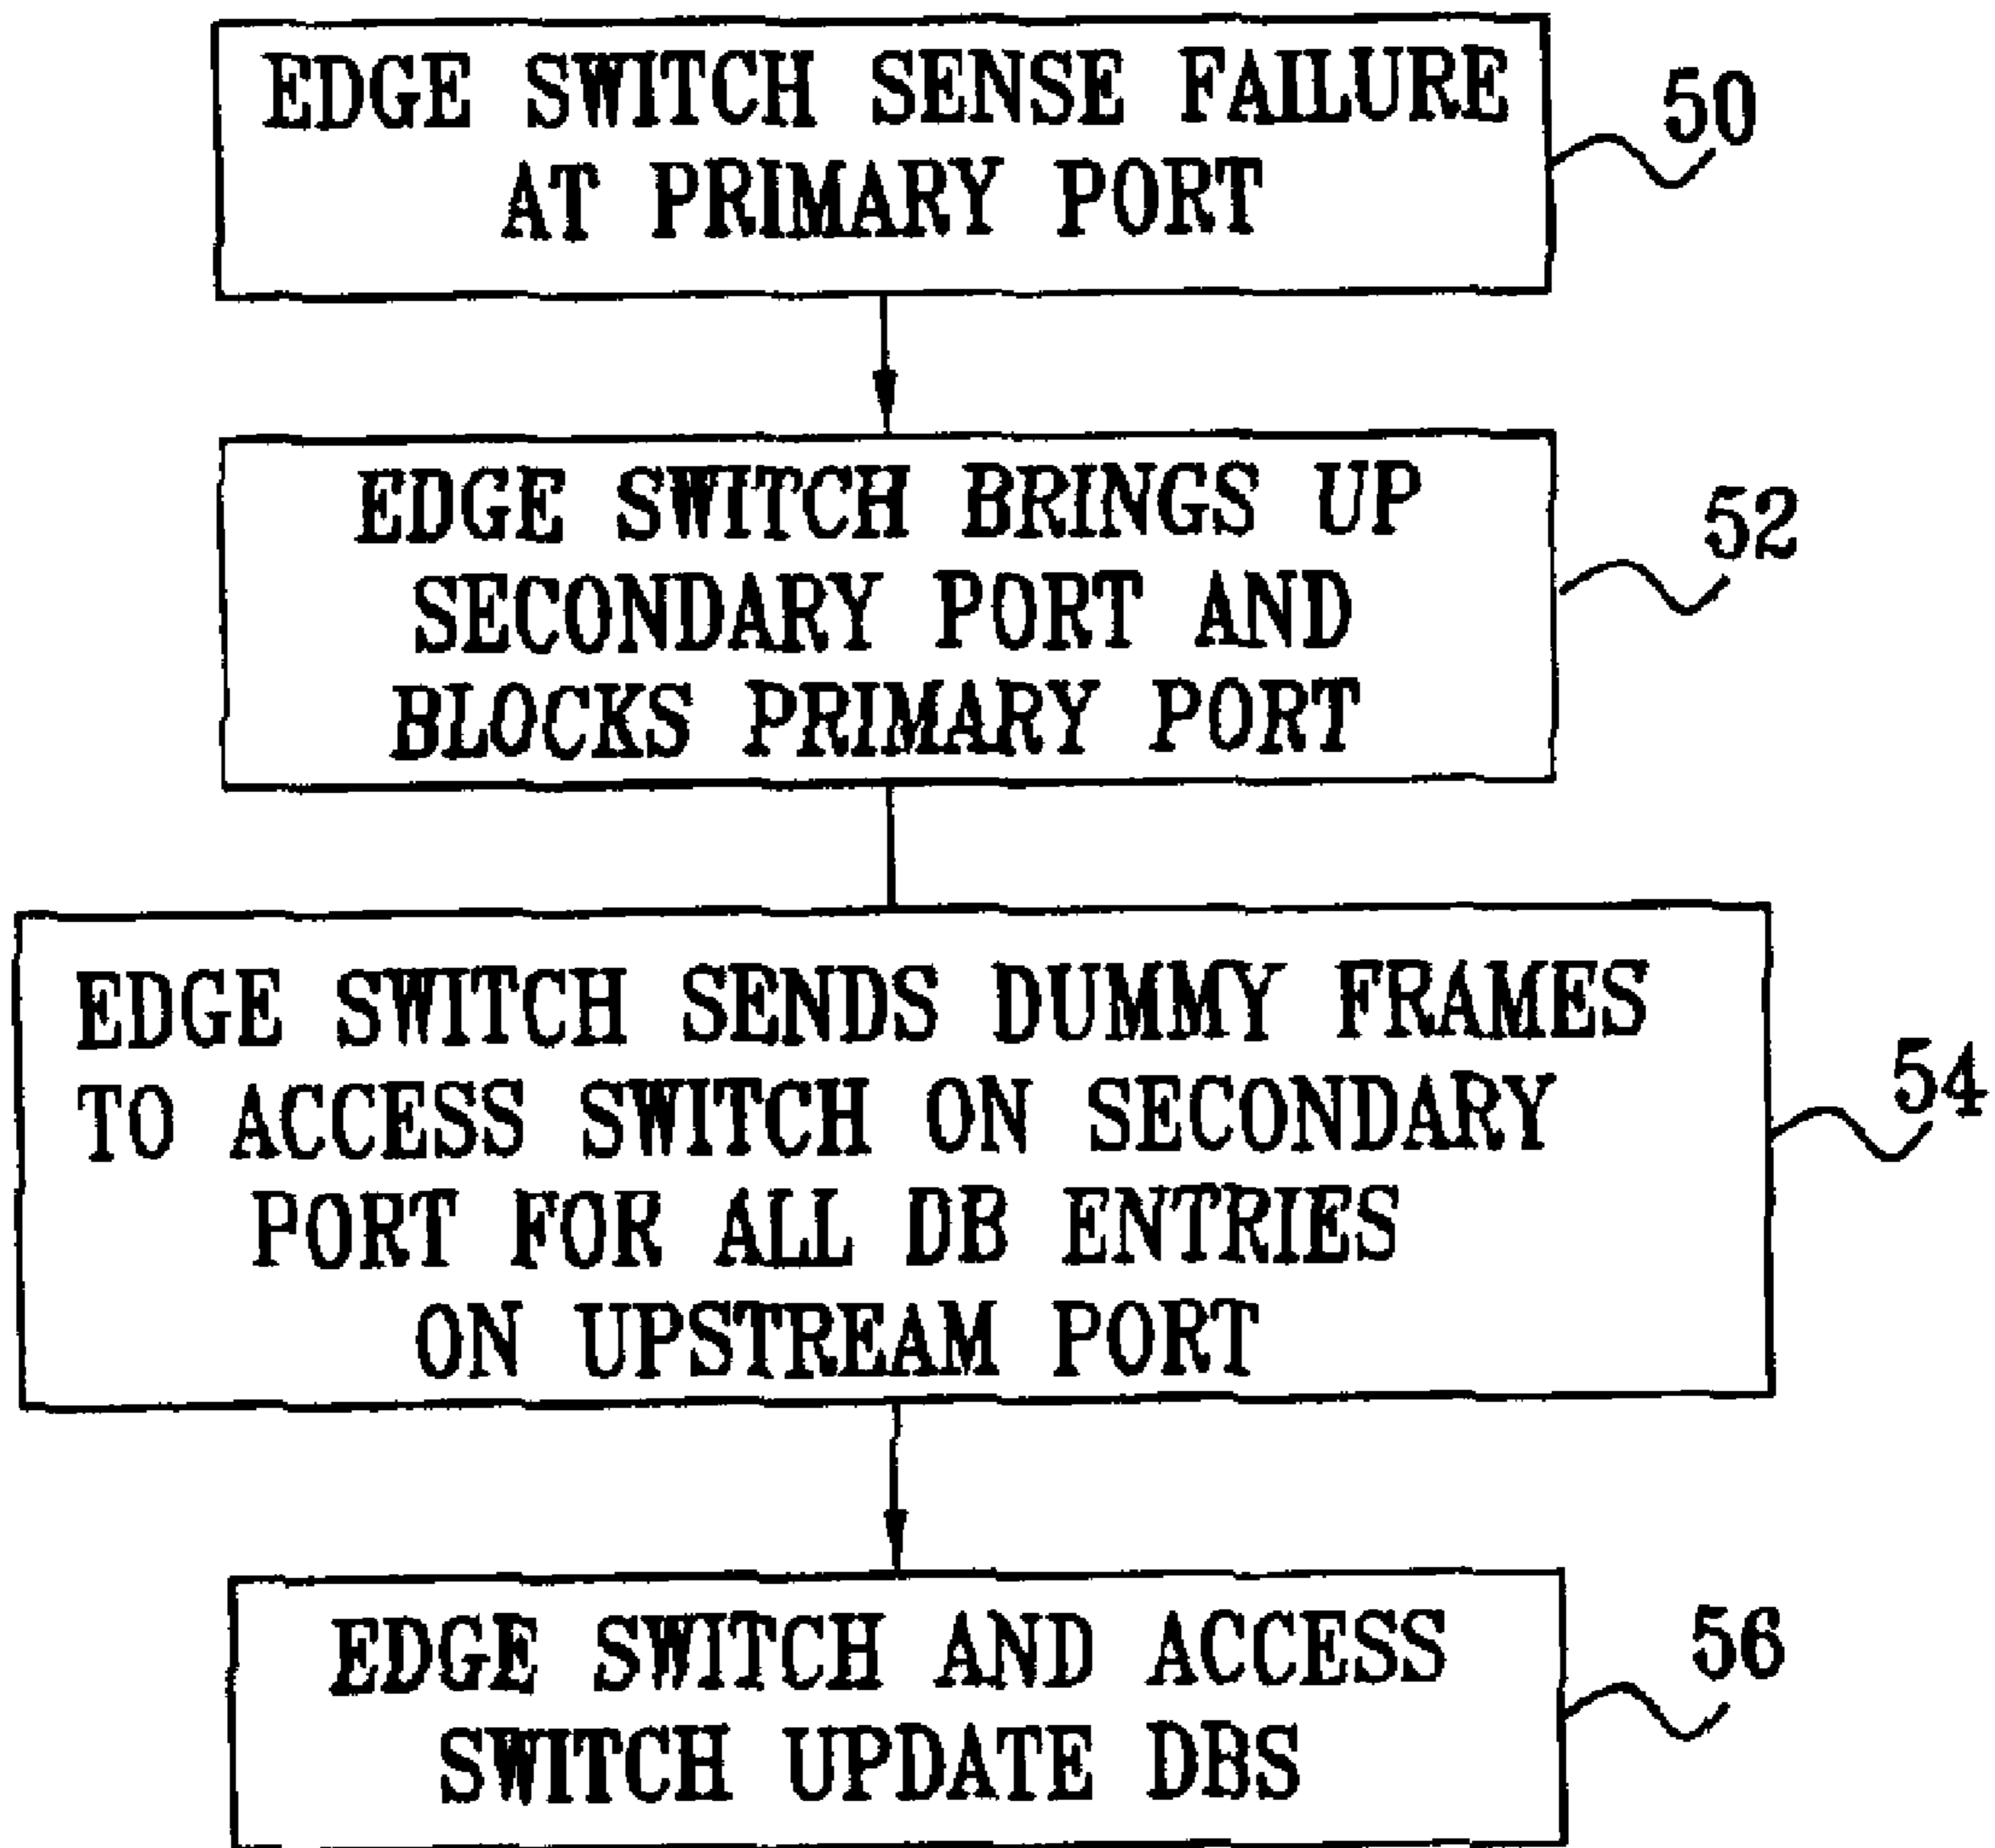 EDGE SWITCH SENSE FAILURE
AT PRIMARY PORT
50
EDGE SWITCH BRINGS UP
SECONDARY PORT AND
BLOCKS PRIMARY PORT
52
EDGE SWITCH SENDS DUMMY FRAMES
TO ACCESS SWITCH ON SECONDARY
PORT FOR ALL DB ENTRIES
ON UPSTREAM PORT
54
EDGE SWITCH AND ACCESS
SWITCH UPDATE DBS
56